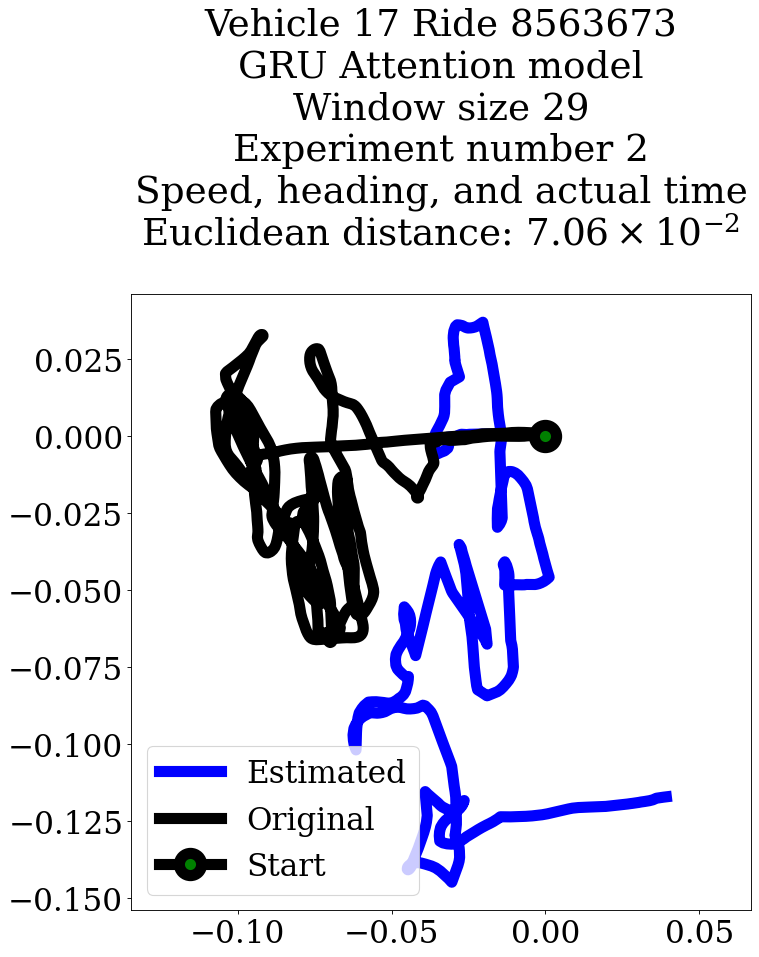 Vehicle 17 Ride 8563673
GRU Attention model
Window size 29
Experiment number 2
Speed, heading, and actual time
Euclidean distance: $7.06 \times 10^{-2}$
0.025
0.000
−0.025
−0.050
−0.075
−0.100
−0.125
−0.150
Estimated
Original
Start
−0.10
−0.05
0.00
0.05